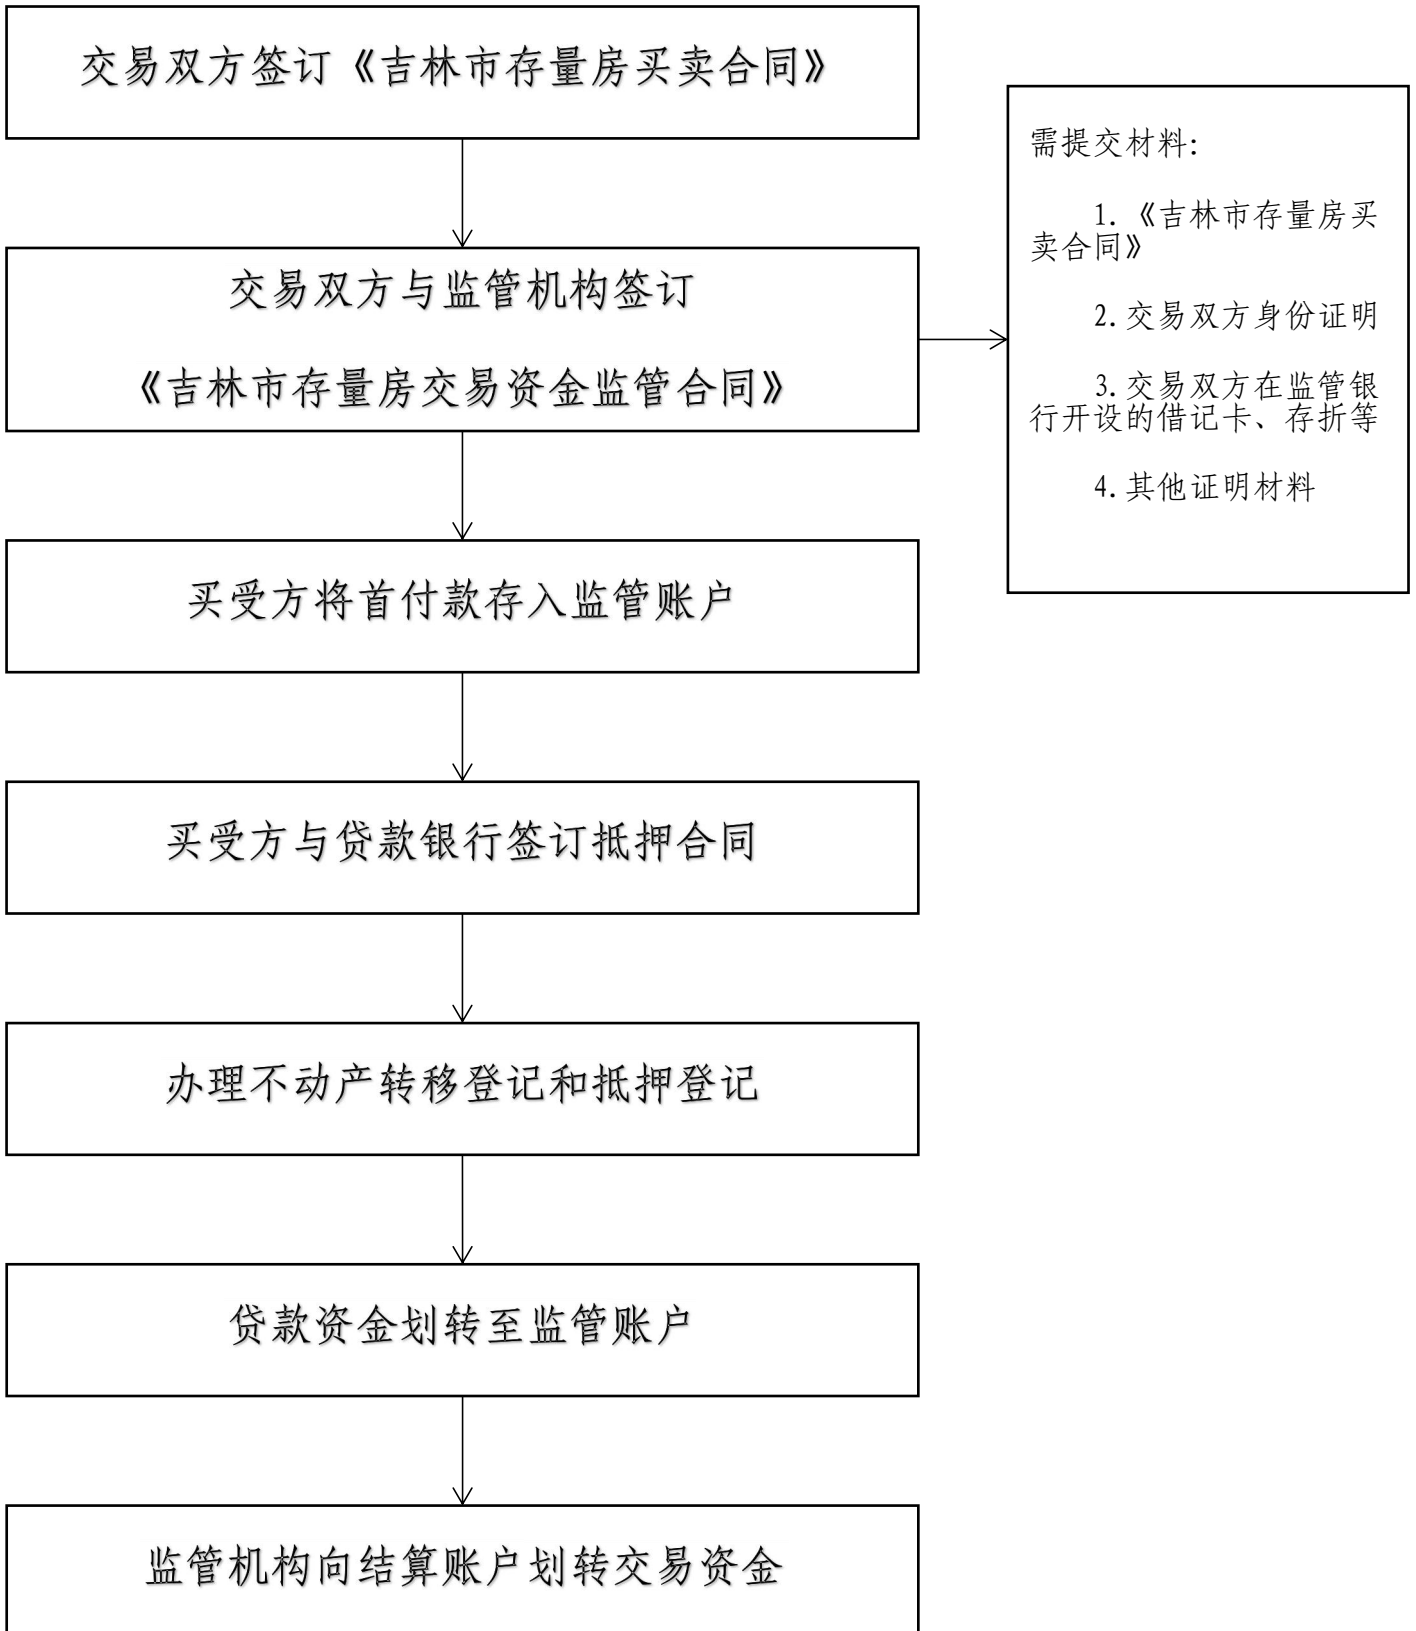 交易双方签订《吉林市存量房买卖合同》
交易双方与监管机构签订
《吉林市存量房交易资金监管合同》
需提交材料:
1.《吉林市存量房买
卖合同》
2.交易双方身份证明
3.交易双方在监管银
行开设的借记卡、存折等
4.其他证明材料
买受方将首付款存入监管账户
买受方与贷款银行签订抵押合同
办理不动产转移登记和抵押登记
贷款资金划转至监管账户
监管机构向结算账户划转交易资金